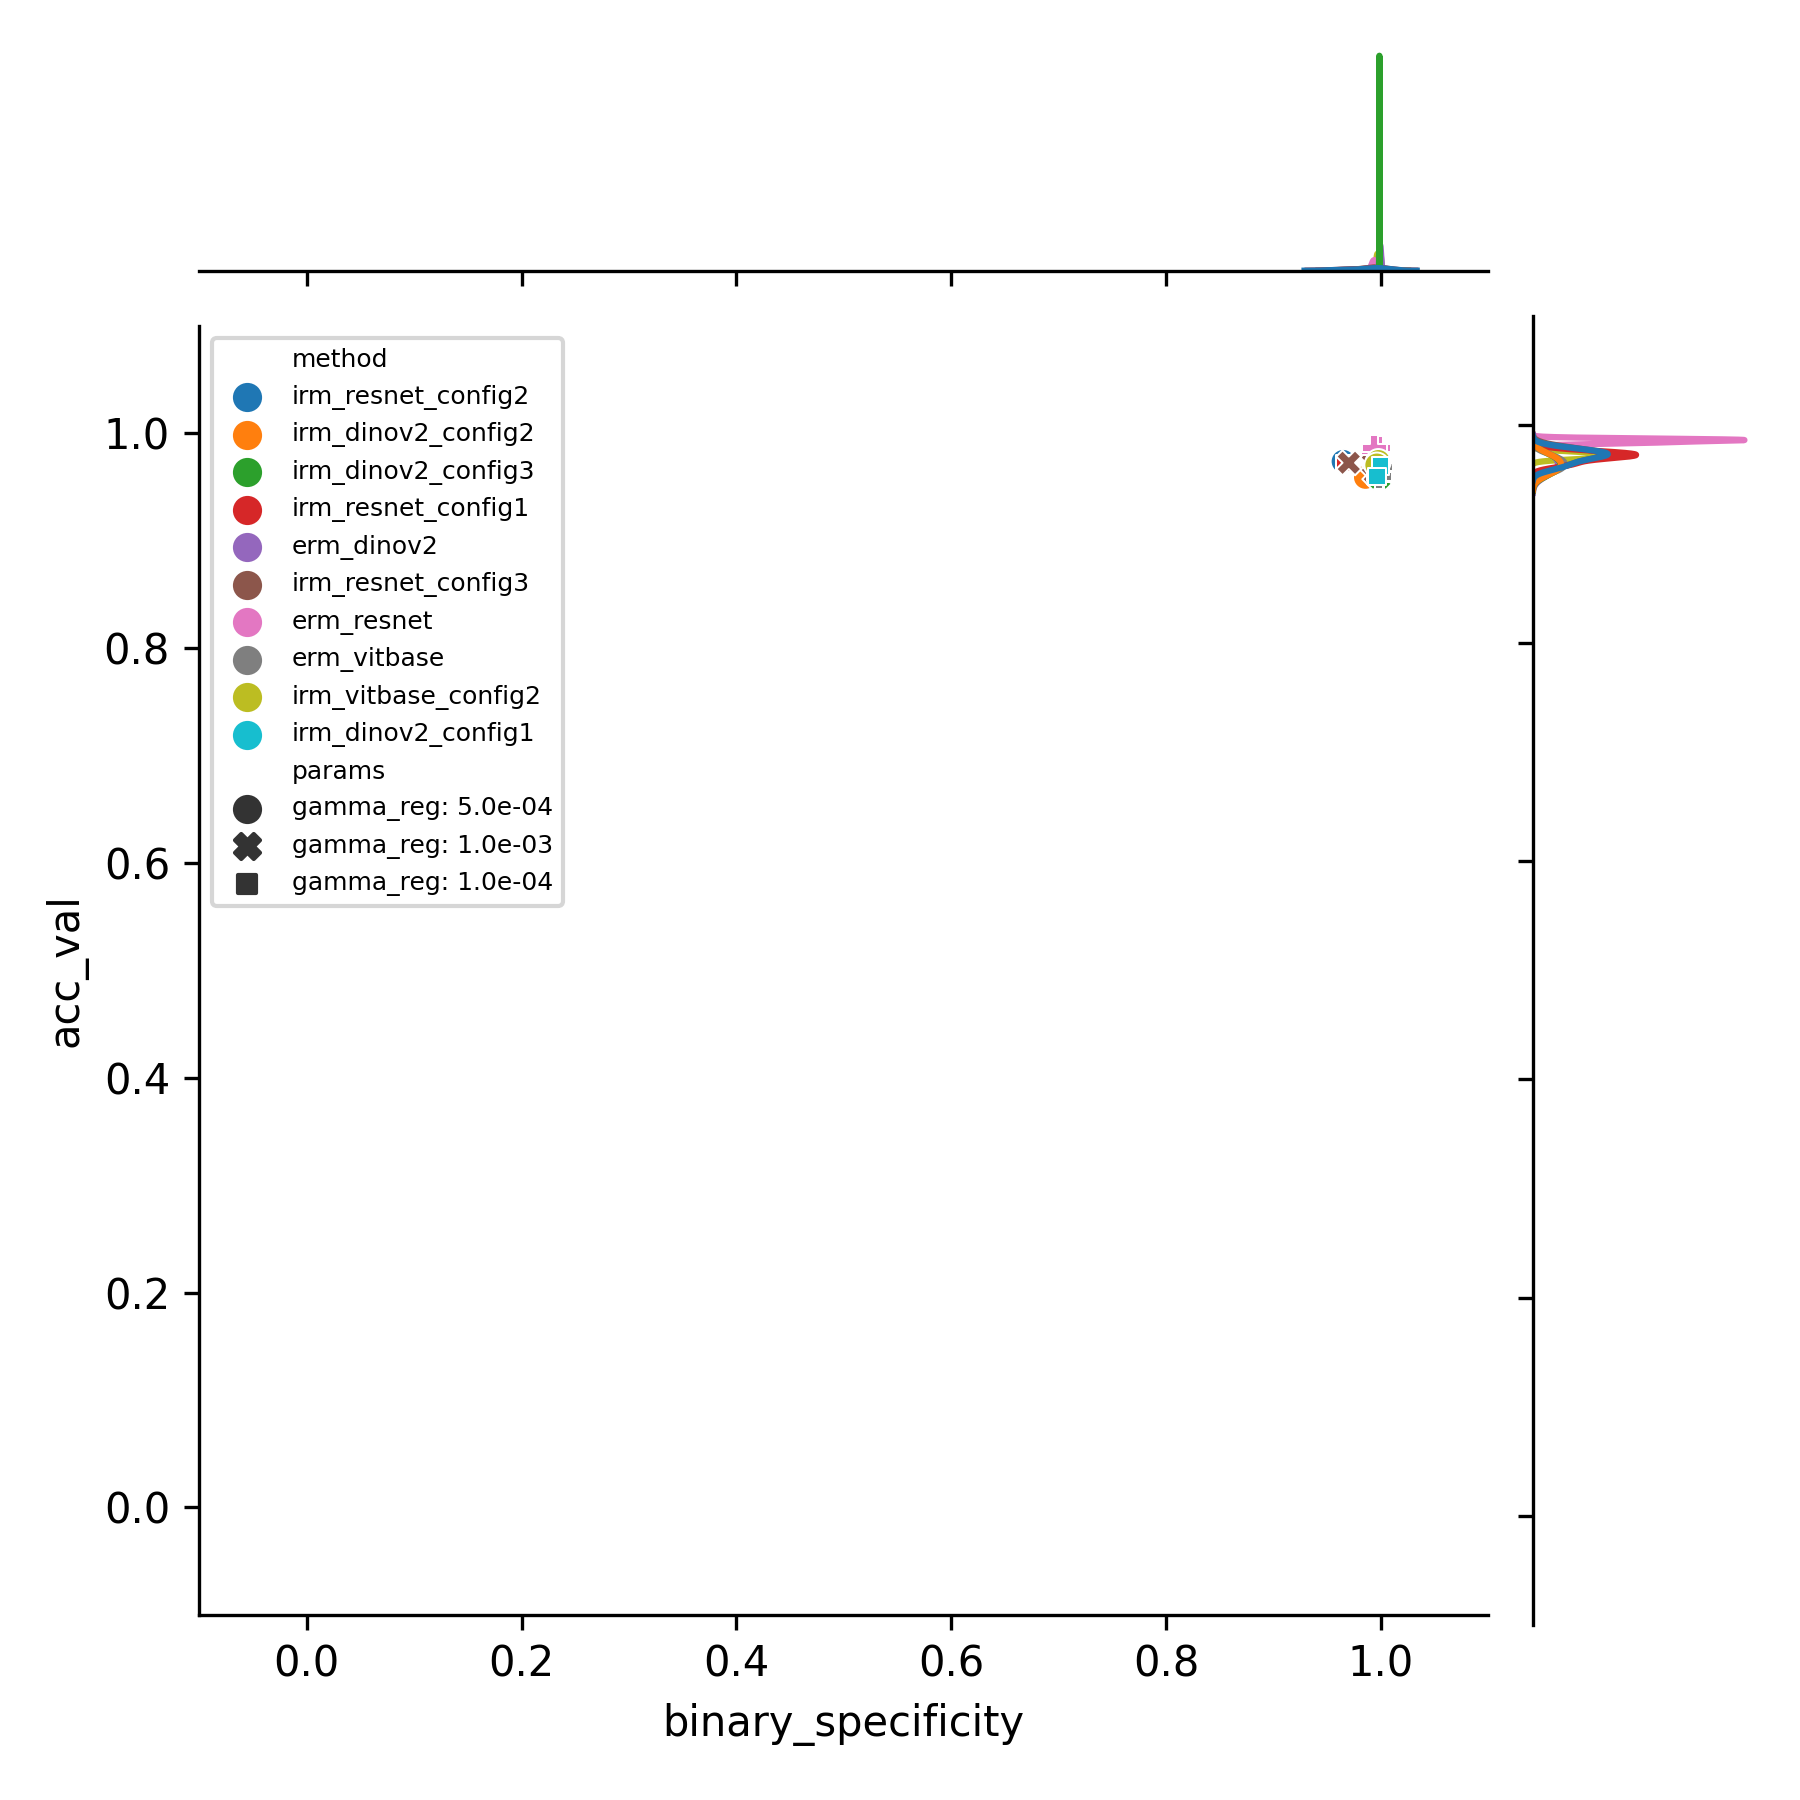 method
irm_resnet_config2
irm_dinov2_config2
irm_dinov2_config3
irm_resnet_config1
erm_dinov2
irm_resnet_config3
erm_resnet
erm_vitbase
irm_vitbase_config2
irm_dinov2_config1
params
gamma_reg: 5.0e-04
gamma_reg: 1.0e-03
gamma_reg: 1.0e-04
1.0
0.8
0.6
0.4
0.2
0.0
acc_val
0.0 0.2 0.4 0.6 0.8 1.0
binary_specificity